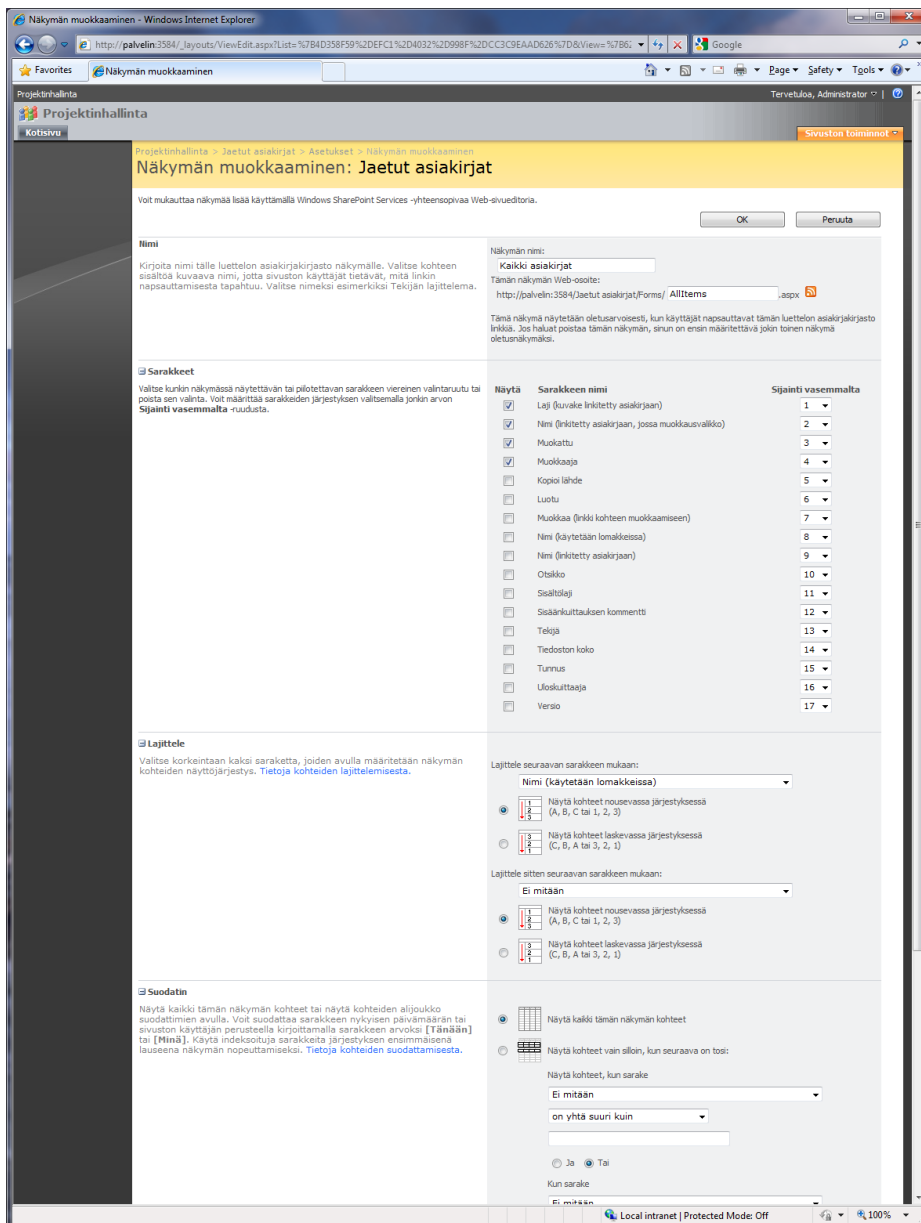 Näkymän muokkaaminen - Windows Internet Explorer
http://palvelin:3584/_layouts/ViewEdit.aspx?List=%7B4D358F59%2DEFC1%2D4032%2D998F%2DCC3C9EAAD626%7D&View=%7B6
Google
Favorites
Näkymän muokkaaminen
Page Safety Tools
Projektinhallinta
Tervetuloa, Administrator
Projektinhallinta
Kotisivu
Sivuston toiminnot
Projektinhallinta > Jaetut asiakirjat > Asetukset > Näkymän muokkaaminen
Näkymän muokkaaminen: Jaetut asiakirjat
Voit mukauttaa näkymää lisää käyttämällä Windows SharePoint Services -yhteensopivaa Web-sivueditoria.
OK Peruuta
Nimi
Kirjoita nimi tälle luettelon asiakirjakirjasto näkymälle. Valitse kohteen
sisältöä kuvaava nimi, jotta sivuston käyttäjät tietävät, mitä linkin
napsauttamisesta tapahtuu. Valitse nimeksi esimerkiksi Tekijän lajittelema.
Näkymän nimi:
Kaikki asiakirjat
Tämän näkymän Web-osoite:
http://palvelin:3584/Jaetut asiakirjat/Forms/ AllItems .aspx
Tämä näkymä näytetään oletusarvoisesti, kun käyttäjät napsauttavat tämän luettelon asiakirjakirjasto
linkkiä. Jos haluat poistaa tämän näkymän, sinun on ensin määritettävä jokin toinen näkymä
oletusnäkymäksi.
Sarakkeet
Valitse kunkin näkymässä näytettävän tai piilotettavan sarakkeen viereinen valintaruutu tai
poista sen valinta. Voit määrittää sarakkeiden järjestyksen valitsemalla jonkin arvon
Sijainti vasemmalta -ruudusta.
Näytä Sarakkeen nimi Sijainti vasemmalta
Laji (kuvake linkitetty asiakirjaan) 1
Nimi (linkitetty asiakirjaan, jossa muokkausvalikko) 2
Muokattu 3
Muokkaaja 4
Kopioi lähde 5
Luotu 6
Muokkaa (linkki kohteen muokkaamiseen) 7
Nimi (käytetään lomakkeissa) 8
Nimi (linkitetty asiakirjaan) 9
Otsikko 10
Sisältölaji 11
Sisäänkuittauksen kommentti 12
Tekijä 13
Tiedoston koko 14
Tunnus 15
Uloskuittaaja 16
Versio 17
Lajittele
Valitse korkeintaan kaksi saraketta, joiden avulla määritetään näkymän
kohteiden näyttöjärjestys. Tietoja kohteiden lajittelemisesta.
Lajittele seuraavan sarakkeen mukaan:
Nimi (käytetään lomakkeissa)
Näytä kohteet nousevassa järjestyksessä
(A, B, C tai 1, 2, 3)
Näytä kohteet laskevassa järjestyksessä
(C, B, A tai 3, 2, 1)
Lajittele sitten seuraavan sarakkeen mukaan:
Ei mitään
Näytä kohteet nousevassa järjestyksessä
(A, B, C tai 1, 2, 3)
Näytä kohteet laskevassa järjestyksessä
(C, B, A tai 3, 2, 1)
Suodatin
Näytä kaikki tämän näkymän kohteet tai näytä kohteiden alijoukko
suodattimien avulla. Voit suodattaa sarakkeen nykyisen päivämäärän tai
sivuston käyttäjän perusteella kirjoittamalla sarakkeen arvoksi [Tänään]
tai [Minä]. Käytä indeksoituja sarakkeita järjestyksen ensimmäisenä
lauseena näkymän nopeuttamiseksi. Tietoja kohteiden suodattamisesta.
Näytä kaikki tämän näkymän kohteet
Näytä kohteet vain silloin, kun seuraava on tosi:
Näytä kohteet, kun sarake
Ei mitään
on yhtä suuri kuin
Ja Tai
Kun sarake
Ei mitään
Local intranet | Protected Mode: Off 100%